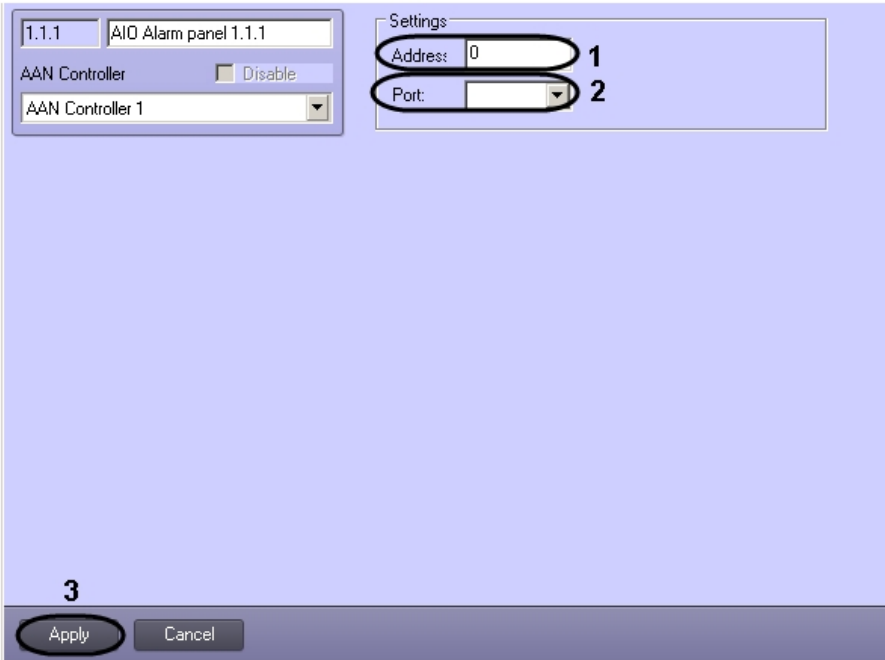 1.1.1 AIO Alarm panel 1.1.1
AAN Controller Disable
AAN Controller 1
Settings
Address 0 1
Port: 2
3
Apply Cancel